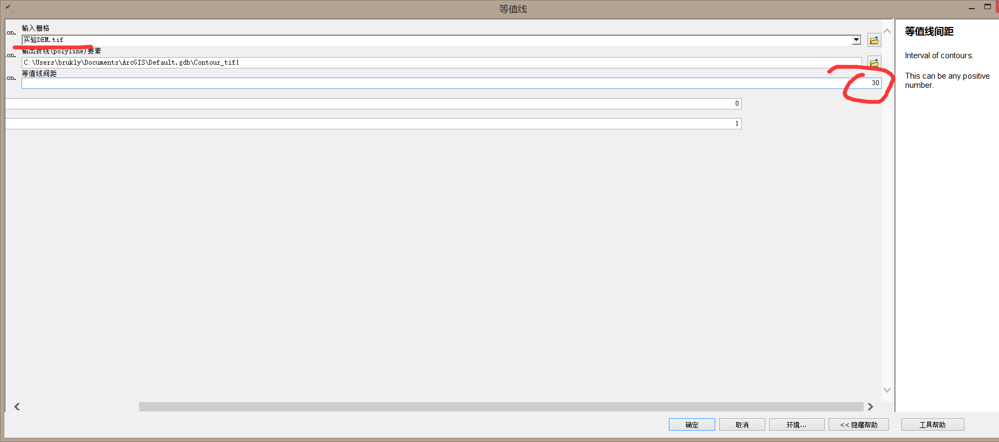 等值线
ion.
输入栅格
实验DEM.tif
ion.
输出折线(polyline)要素
C:\Users\brukly\Documents\ArcGIS\Default.gdb\Contour_tif1
ion.
等值线间距
30
0
1
等值线间距
Interval of contours.
This can be any positive
number.
确定
取消
环境...
<< 隐藏帮助
工具帮助